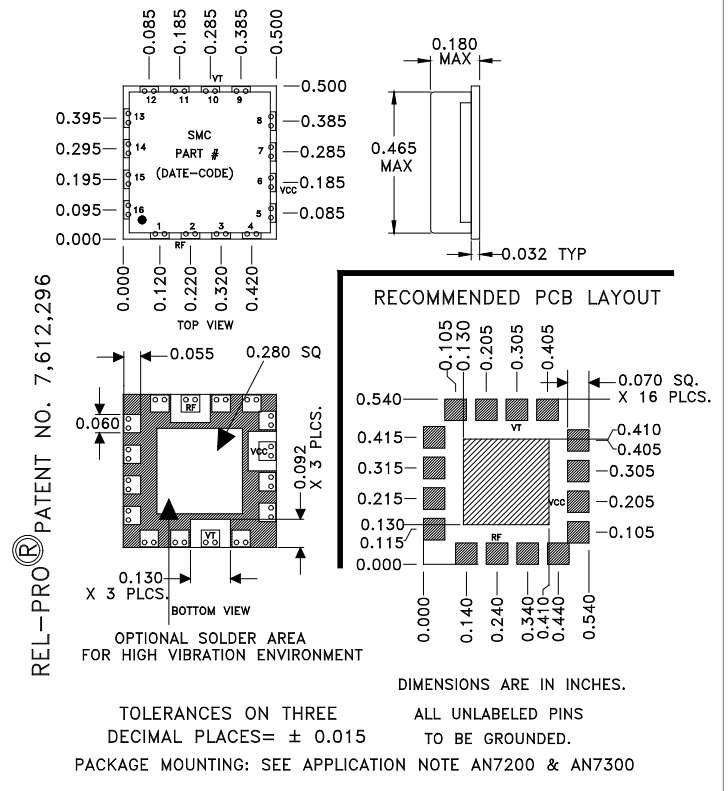 0.085 0.185 0.285 0.385 0.500
VT
12 11 10 9
0.500
0.395
0.295
0.195
0.095
0.000
13
14
15
16
SMC
PART #
(DATE-CODE)
8
7
6
5
VCC
0.385
0.285
0.185
0.085
1 2 3 4
RF
0.000 0.120 0.220 0.320 0.420
TOP VIEW
0.180
MAX
0.465
MAX
0.032 TYP
REL-PRO® PATENT NO. 7,612,296
0.055
0.280 SQ
0.060
RF
VCC
VT
0.092
X 3 PLCS.
0.130
X 3 PLCS.
BOTTOM VIEW
OPTIONAL SOLDER AREA
FOR HIGH VIBRATION ENVIRONMENT
RECOMMENDED PCB LAYOUT
0.105 0.130 0.205 0.305 0.405
0.070 SQ.
X 16 PLCS.
0.540
0.415
0.315
0.215
0.130
0.115
0.000
VT
VCC
RF
0.410
0.405
0.305
0.205
0.105
0.000 0.140 0.240 0.340 0.410 0.440 0.540
DIMENSIONS ARE IN INCHES.
TOLERANCES ON THREE
DECIMAL PLACES= ± 0.015
ALL UNLABELED PINS
TO BE GROUNDED.
PACKAGE MOUNTING: SEE APPLICATION NOTE AN7200 & AN7300